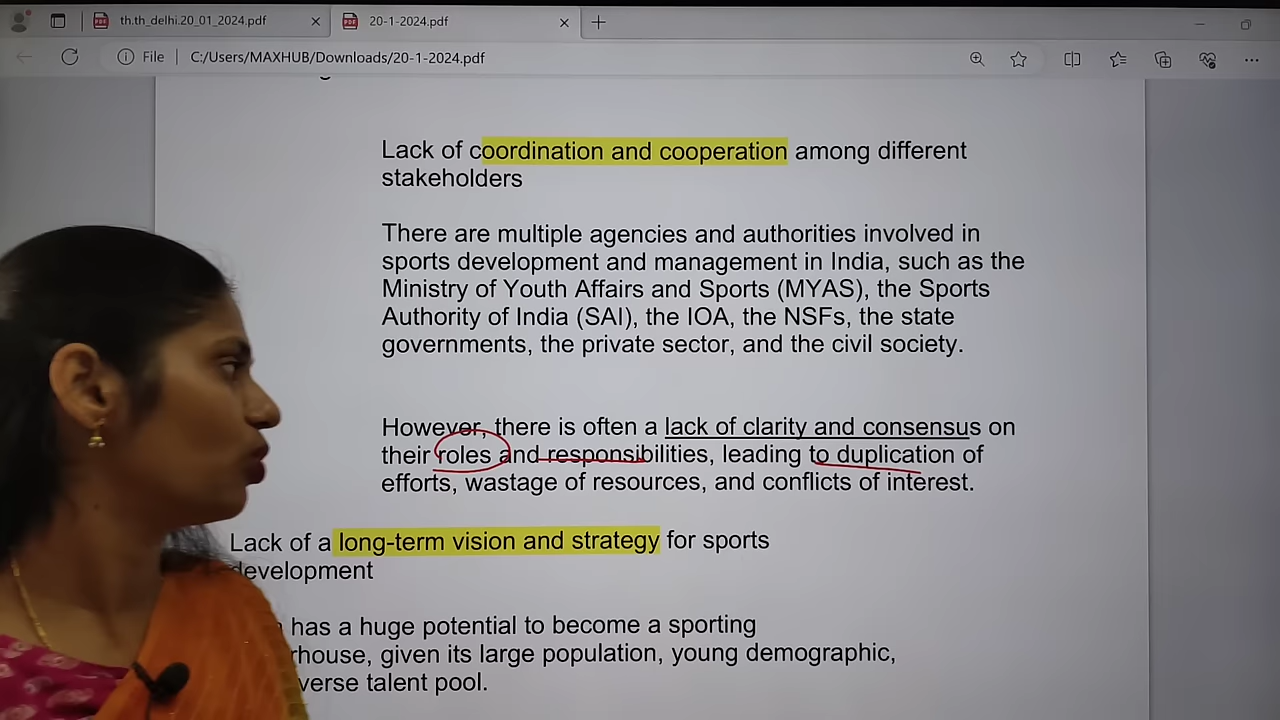 th.th_delhi.20_01_2024.pdf
20-1-2024.pdf
File
C:/Users/MAXHUB/Downloads/20-1-2024.pdf
Lack of coordination and cooperation among different
stakeholders
There are multiple agencies and authorities involved in
sports development and management in India, such as the
Ministry of Youth Affairs and Sports (MYAS), the Sports
Authority of India (SAI), the IOA, the NSFs, the state
governments, the private sector, and the civil society.
However, there is often a lack of clarity and consensus on
their roles and responsibilities, leading to duplication of
efforts, wastage of resources, and conflicts of interest.
Lack of a long-term vision and strategy for sports
development
has a huge potential to become a sporting
rhouse, given its large population, young demographic,
verse talent pool.